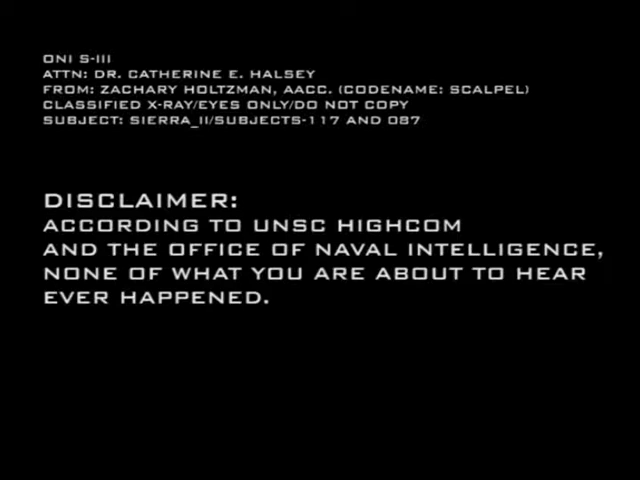 ONI S-III
ATTN: DR. CATHERINE E. HALSEY
FROM: ZACHARY HOLTZMAN, AACC. (CODENAME: SCALPEL)
CLASSIFIED X-RAY/EYES ONLY/DO NOT COPY
SUBJECT: SIERRA_II/SUBJECTS-117 AND 087
DISCLAIMER:
ACCORDING TO UNSC HIGHCOM
AND THE OFFICE OF NAVAL INTELLIGENCE,
NONE OF WHAT YOU ARE ABOUT TO HEAR
EVER HAPPENED.